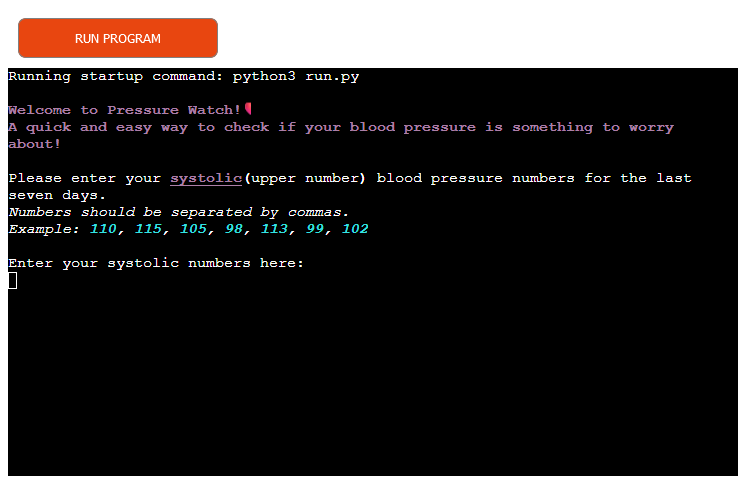 RUN PROGRAM
Running startup command: python3 run.py
Welcome to Pressure Watch!
A quick and easy way to check if your blood pressure is something to worry
about!
Please enter your systolic(upper number) blood pressure numbers for the last
seven days.
Numbers should be separated by commas.
Example: 110, 115, 105, 98, 113, 99, 102
Enter your systolic numbers here: